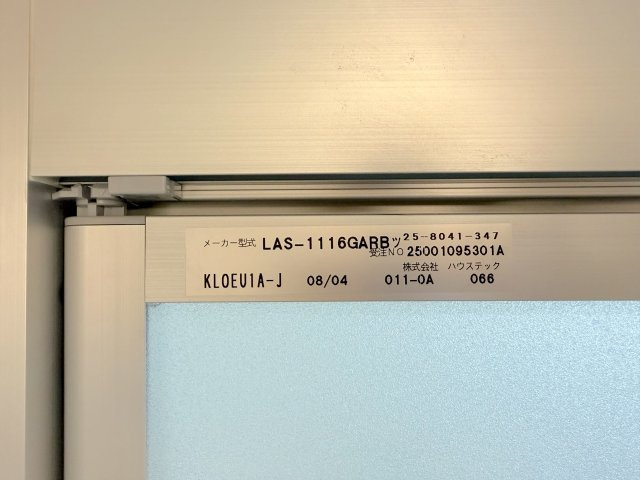 メーカー型式 LAS-1116GARBッ 25-8041-347
受注NO 25001095301A
株式会社 ハウステック
KLOEU1A-J 08/04 011-0A 066